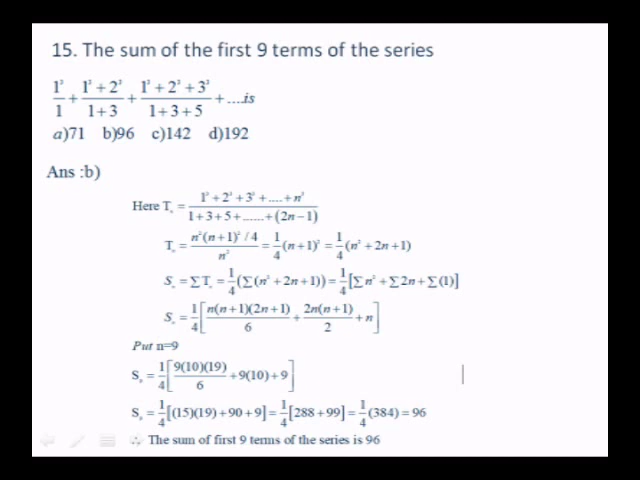 15. The sum of the first 9 terms of the series
1³/1 + (1³ + 2³)/(1 + 3) + (1³ + 2³ + 3³)/(1 + 3 + 5) + ....is
a)71 b)96 c)142 d)192
Ans :b)
Here Tₙ = (1³ + 2³ + 3³ + .... + n³)/(1 + 3 + 5 + ...... + (2n − 1))
Tₙ = (n²(n + 1)² / 4)/n² = 1/4 (n + 1)² = 1/4 (n² + 2n + 1)
Sₙ = ΣTₙ = 1/4 (Σ(n² + 2n + 1)) = 1/4 [Σn² + Σ2n + Σ(1)]
Sₙ = 1/4 [n(n + 1)(2n + 1)/6 + 2n(n + 1)/2 + n]
Put n=9
S₉ = 1/4 [9(10)(19)/6 + 9(10) + 9]
S₉ = 1/4 [(15)(19) + 90 + 9] = 1/4 [288 + 99] = 1/4 (384) = 96
∴ The sum of first 9 terms of the series is 96